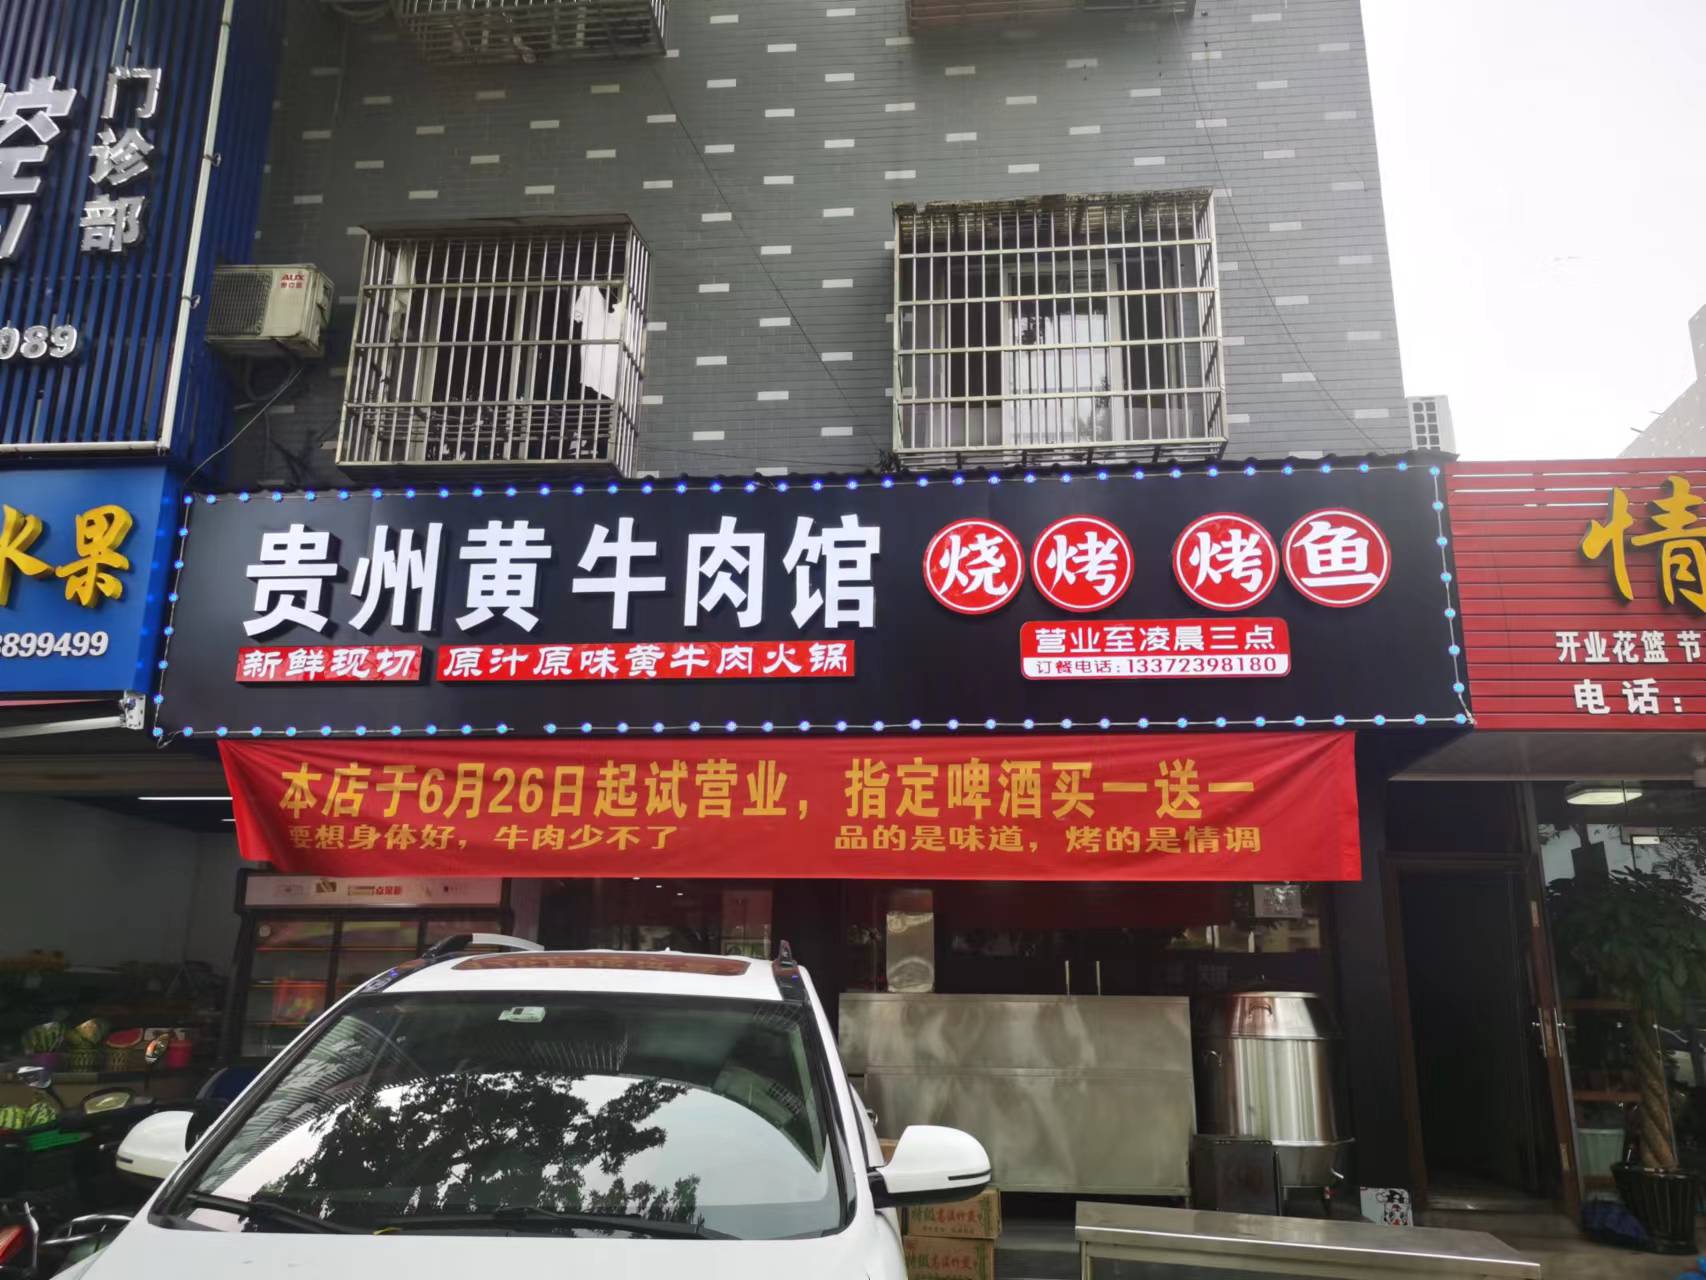 门诊部
089
AUX
水果
8899499
贵州黄牛肉馆
烧烤 烤鱼
新鲜现切 原汁原味黄牛肉火锅
营业至凌晨三点
订餐电话:13372398180
情
开业花篮 节
电话:
本店于6月26日起试营业，指定啤酒买一送一
要想身体好，牛肉少不了 品的是味道，烤的是情调